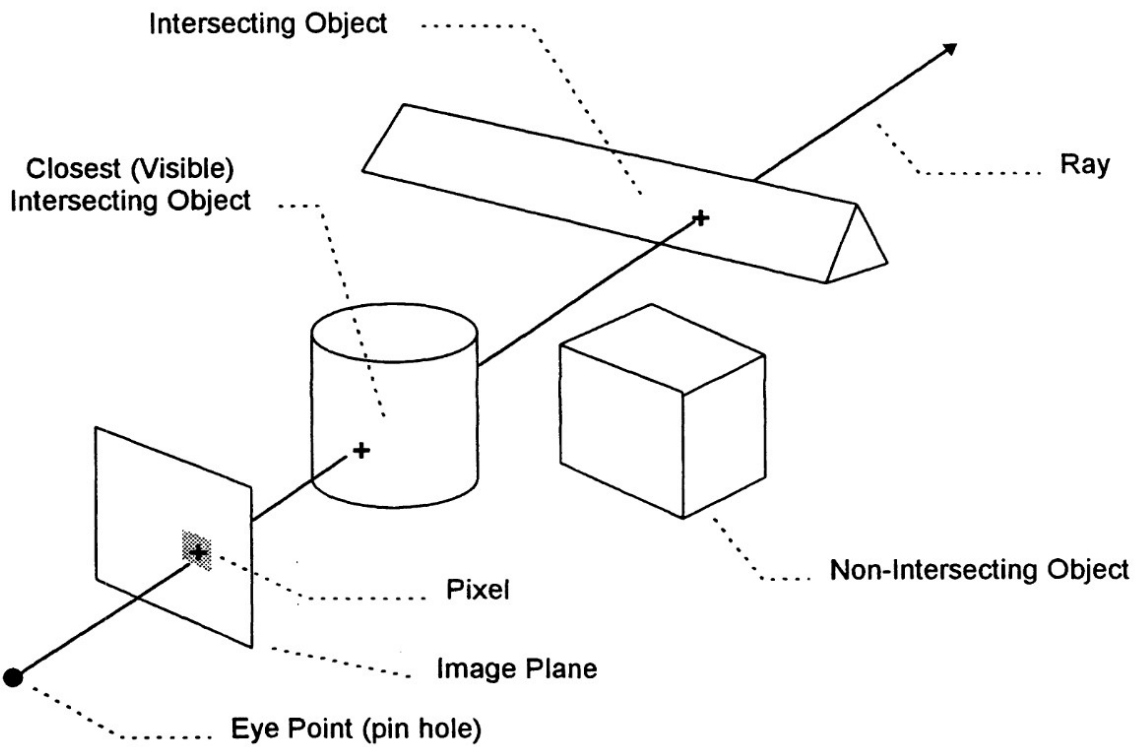 Intersecting Object
Closest (Visible)
Intersecting Object
Ray
Non-Intersecting Object
Pixel
Image Plane
Eye Point (pin hole)